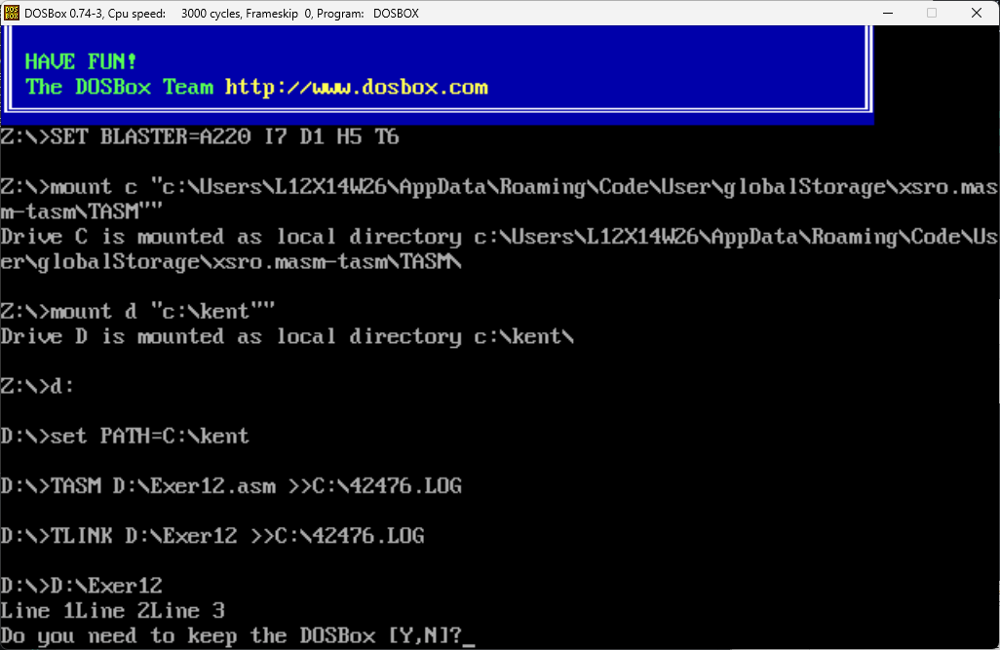 DOSBox 0.74-3, Cpu speed:    3000 cycles, Frameskip  0, Program:   DOSBOX
HAVE FUN!
The DOSBox Team http://www.dosbox.com
Z:\>SET BLASTER=A220 I7 D1 H5 T6
Z:\>mount c "c:\Users\L12X14W26\AppData\Roaming\Code\User\globalStorage\xsro.mas
m-tasm\TASM""
Drive C is mounted as local directory c:\Users\L12X14W26\AppData\Roaming\Code\Us
er\globalStorage\xsro.masm-tasm\TASM\
Z:\>mount d "c:\kent""
Drive D is mounted as local directory c:\kent\
Z:\>d:
D:\>set PATH=C:\kent
D:\>TASM D:\Exer12.asm >>C:\42476.LOG
D:\>TLINK D:\Exer12 >>C:\42476.LOG
D:\>D:\Exer12
Line 1Line 2Line 3
Do you need to keep the DOSBox [Y,N]?_